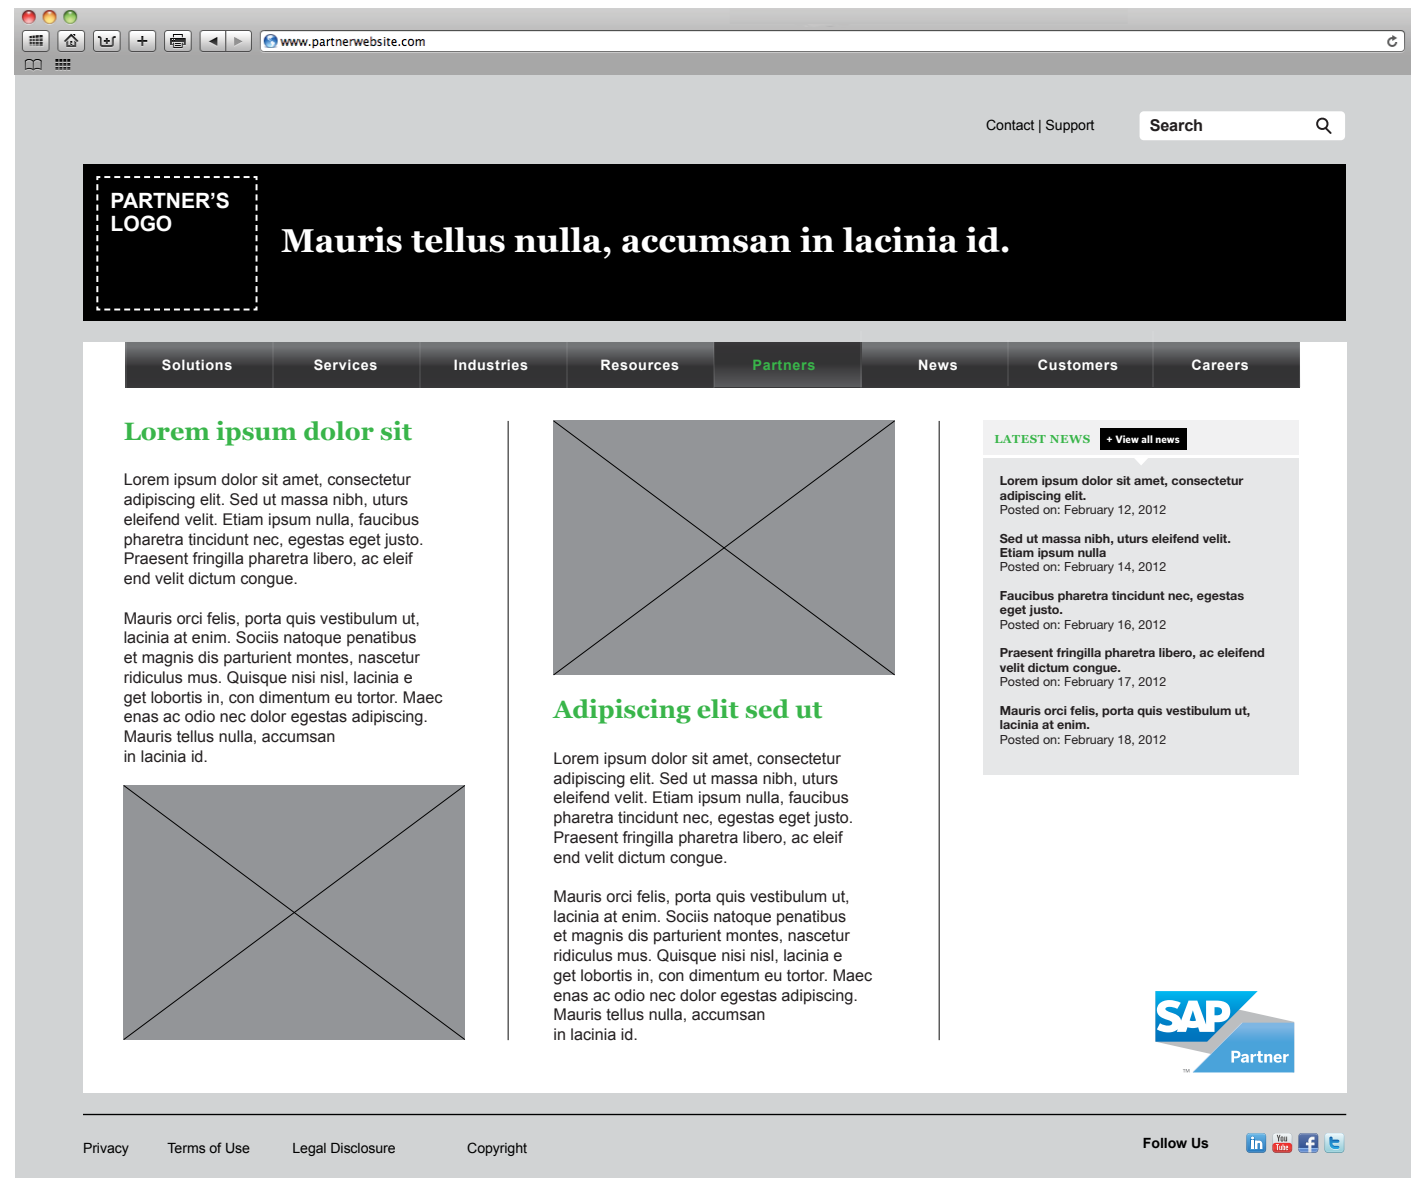 www.partnerwebsite.com
Contact | Support
Search
PARTNER'S
LOGO
Mauris tellus nulla, accumsan in lacinia id.
Solutions Services Industries Resources Partners News Customers Careers
Lorem ipsum dolor sit
Lorem ipsum dolor sit amet, consectetur
adipiscing elit. Sed ut massa nibh, uturs
eleifend velit. Etiam ipsum nulla, faucibus
pharetra tincidunt nec, egestas eget justo.
Praesent fringilla pharetra libero, ac eleif
end velit dictum congue.
Mauris orci felis, porta quis vestibulum ut,
lacinia at enim. Sociis natoque penatibus
et magnis dis parturient montes, nascetur
ridiculus mus. Quisque nisi nisl, lacinia e
get lobortis in, con dimentum eu tortor. Maec
enas ac odio nec dolor egestas adipiscing.
Mauris tellus nulla, accumsan
in lacinia id.
Adipiscing elit sed ut
Lorem ipsum dolor sit amet, consectetur
adipiscing elit. Sed ut massa nibh, uturs
eleifend velit. Etiam ipsum nulla, faucibus
pharetra tincidunt nec, egestas eget justo.
Praesent fringilla pharetra libero, ac eleif
end velit dictum congue.
Mauris orci felis, porta quis vestibulum ut,
lacinia at enim. Sociis natoque penatibus
et magnis dis parturient montes, nascetur
ridiculus mus. Quisque nisi nisl, lacinia e
get lobortis in, con dimentum eu tortor. Maec
enas ac odio nec dolor egestas adipiscing.
Mauris tellus nulla, accumsan
in lacinia id.
LATEST NEWS + View all news
Lorem ipsum dolor sit amet, consectetur
adipiscing elit.
Posted on: February 12, 2012
Sed ut massa nibh, uturs eleifend velit.
Etiam ipsum nulla
Posted on: February 14, 2012
Faucibus pharetra tincidunt nec, egestas
eget justo.
Posted on: February 16, 2012
Praesent fringilla pharetra libero, ac eleifend
velit dictum congue.
Posted on: February 17, 2012
Mauris orci felis, porta quis vestibulum ut,
lacinia at enim.
Posted on: February 18, 2012
SAP
Partner
TM
Privacy Terms of Use Legal Disclosure Copyright
Follow Us in You Tube f t